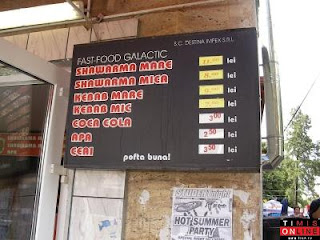 FAST-FOOD GALACTIC
S.C. DESTINA IMPEX S.R.L.
SHAWARMA MARE lei
SHAWARMA MICA lei
KEBAB MARE lei
KEBAB MIC lei
COCA COLA 3,00 lei
APA 2,50 lei
CEAI 3,50 lei
pofta buna!
HOT SUMMER
PARTY
TIMIS
ONLINE